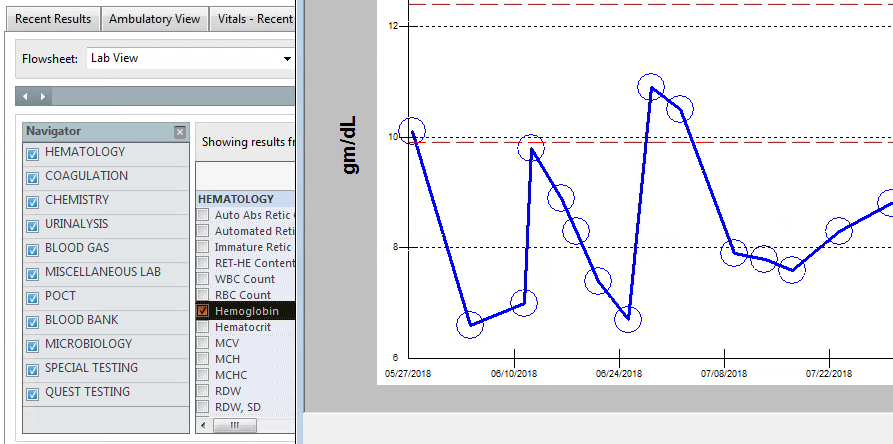 Recent Results Ambulatory View Vitals - Recent
Flowsheet: Lab View
Navigator
HEMATOLOGY
COAGULATION
CHEMISTRY
URINALYSIS
BLOOD GAS
MISCELLANEOUS LAB
POCT
BLOOD BANK
MICROBIOLOGY
SPECIAL TESTING
QUEST TESTING
Showing results
HEMATOLOGY
Auto Abs Retic
Automated Reti
Immature Retic
RET-HE Content
WBC Count
RBC Count
Hemoglobin
Hematocrit
MCV
MCH
MCHC
RDW
RDW, SD
gm/dL
12
10
8
6
05/27/2018 06/10/2018 06/24/2018 07/08/2018 07/22/2018